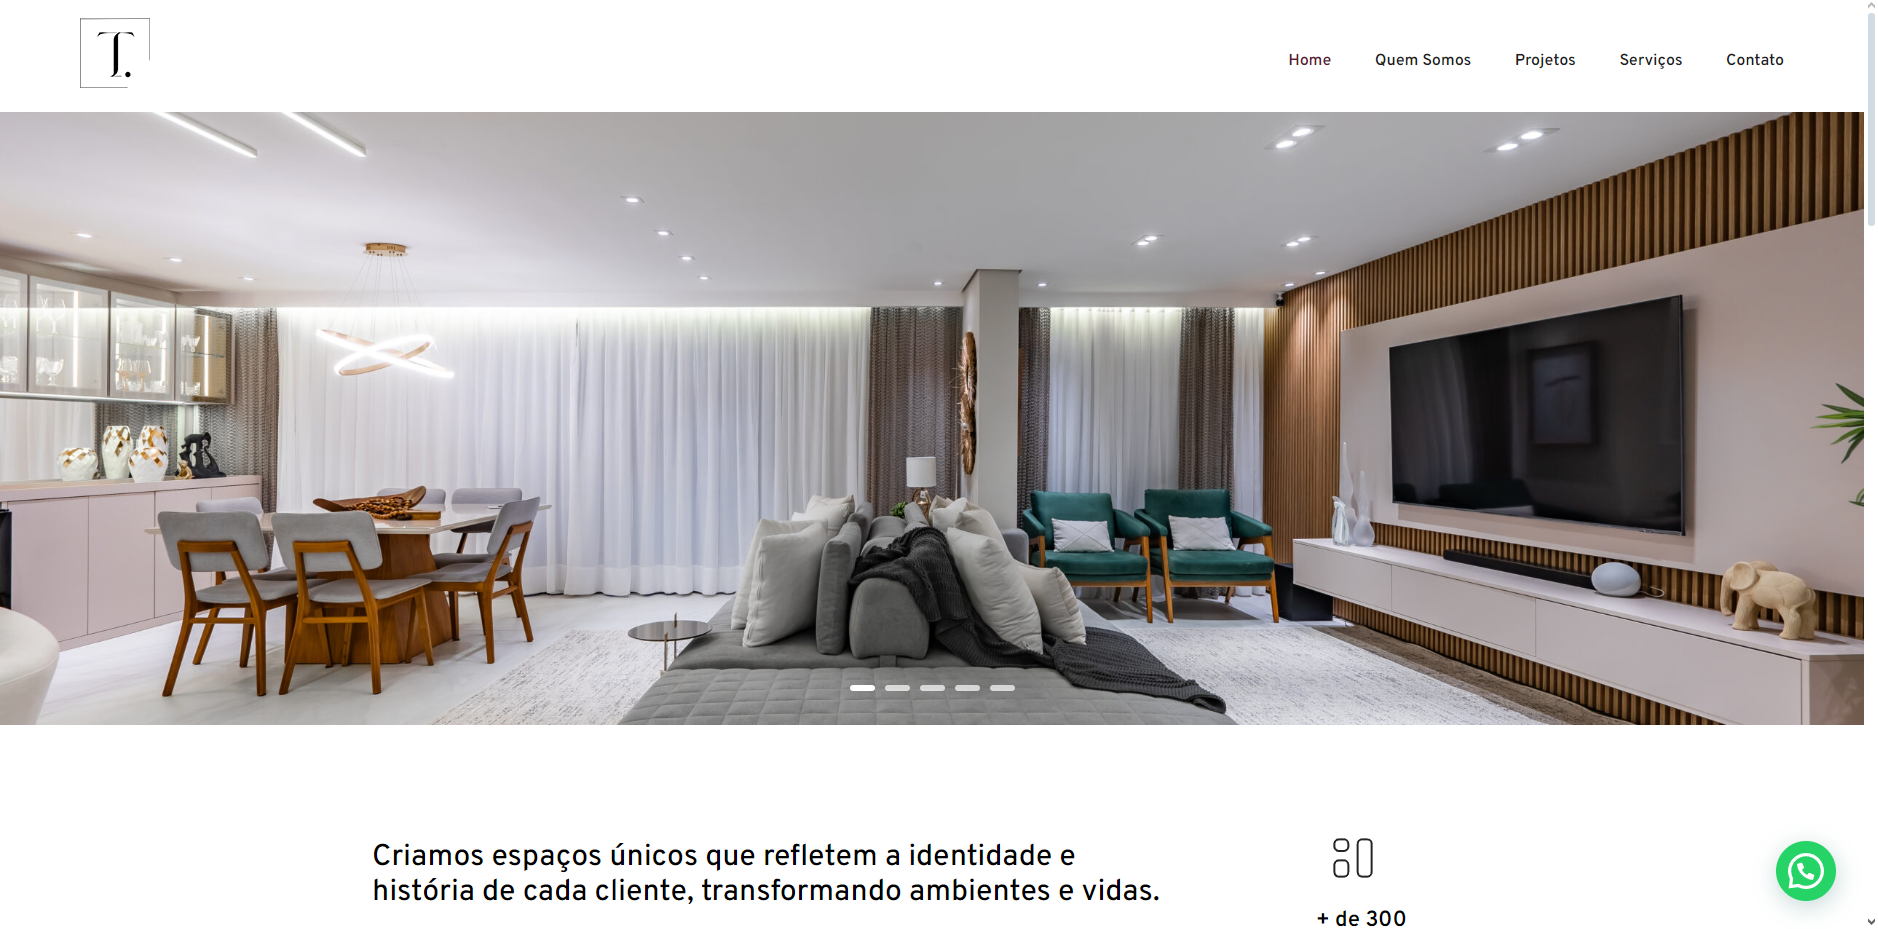 T.
Home
Quem Somos
Projetos
Serviços
Contato
Criamos espaços únicos que refletem a identidade e
história de cada cliente, transformando ambientes e vidas.
+ de 300